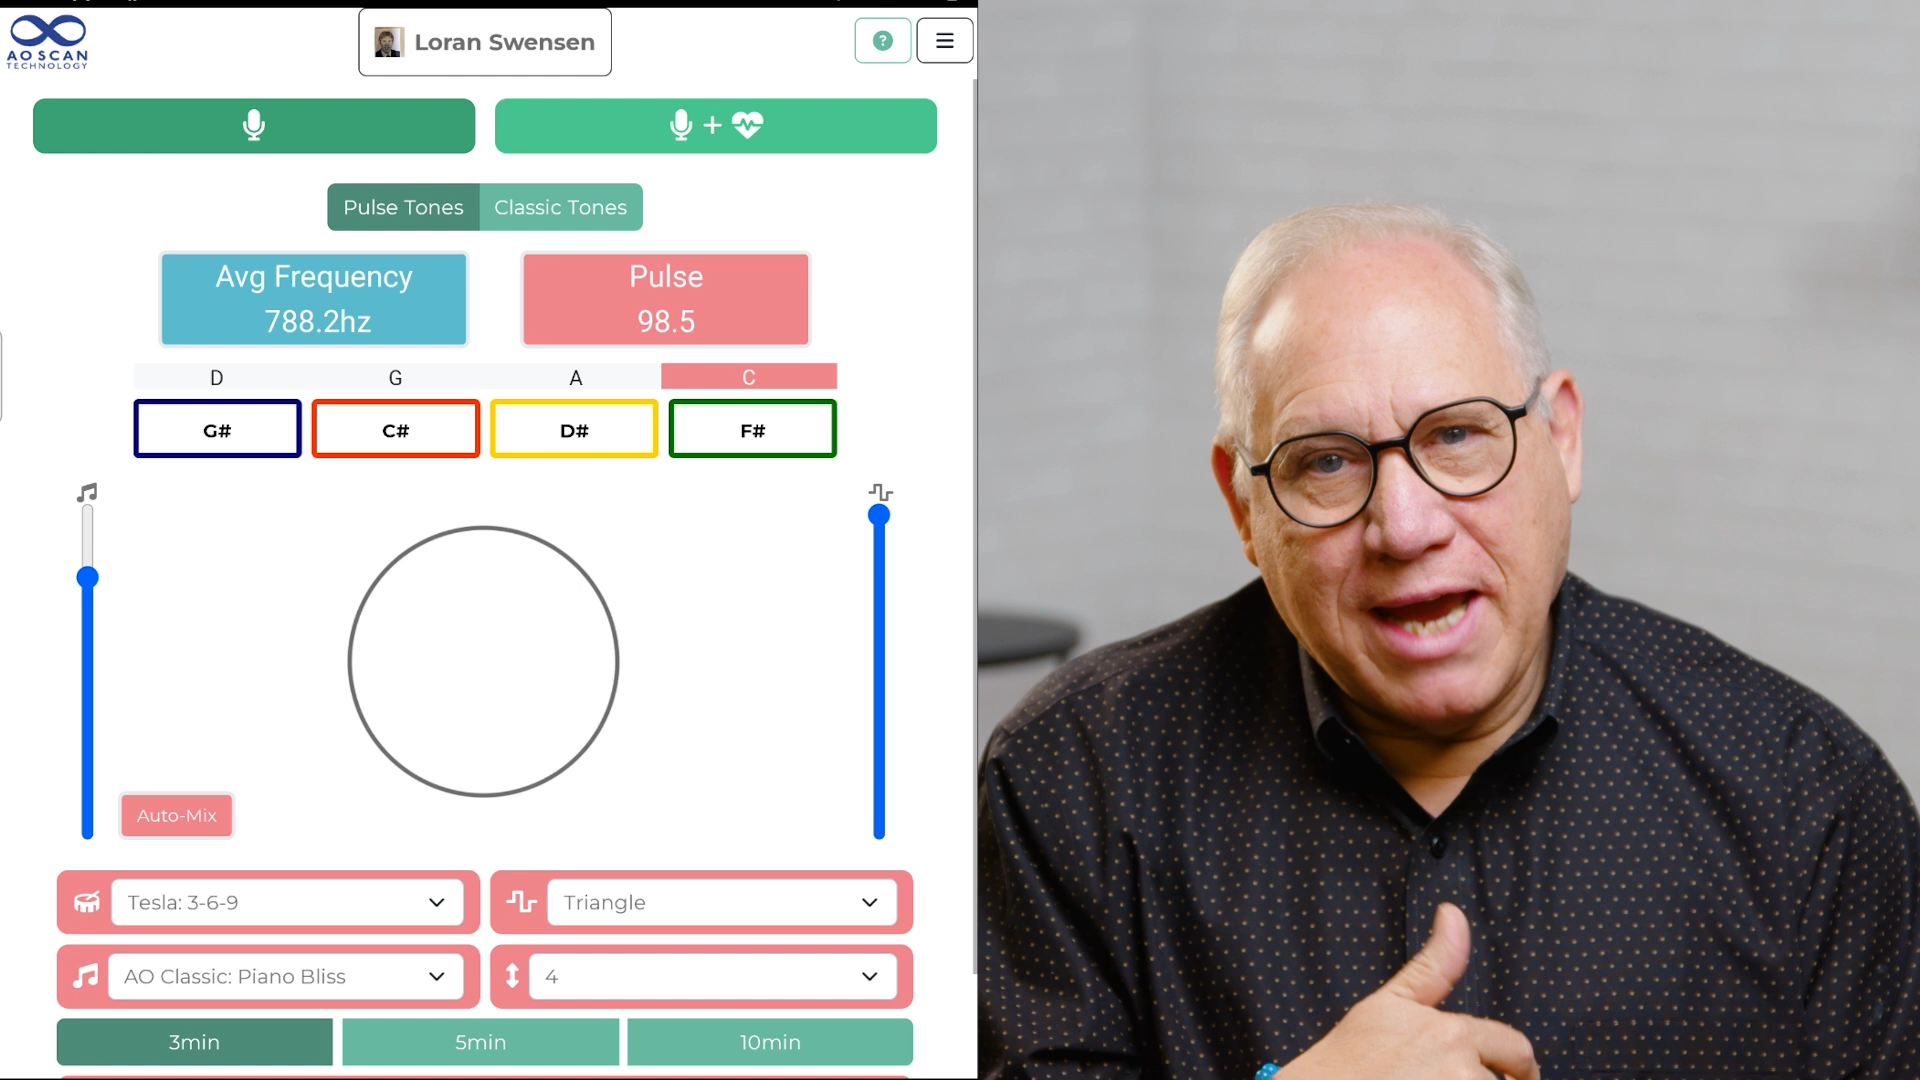 AO SCAN
TECHNOLOGY
Loran Swensen
?
Pulse Tones
Classic Tones
Avg Frequency
788.2hz
Pulse
98.5
D
G
A
C
G#
C#
D#
F#
Auto-Mix
Tesla: 3-6-9
Triangle
AO Classic: Piano Bliss
4
3min
5min
10min